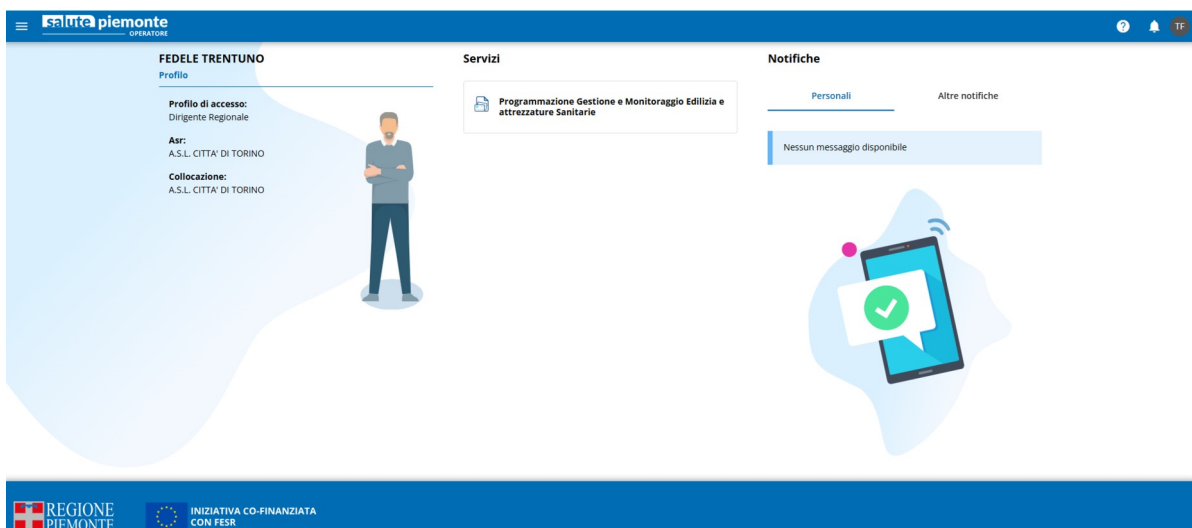 salute piemonte
OPERATORE
?
TF
FEDELE TRENTUNO
Profilo
Profilo di accesso:
Dirigente Regionale
Asr:
A.S.L. CITTA' DI TORINO
Collocazione:
A.S.L. CITTA' DI TORINO
Servizi
Programmazione Gestione e Monitoraggio Edilizia e
attrezzature Sanitarie
Notifiche
Personali
Altre notifiche
Nessun messaggio disponibile
REGIONE
PIEMONTE
INIZIATIVA CO-FINANZIATA
CON FESR